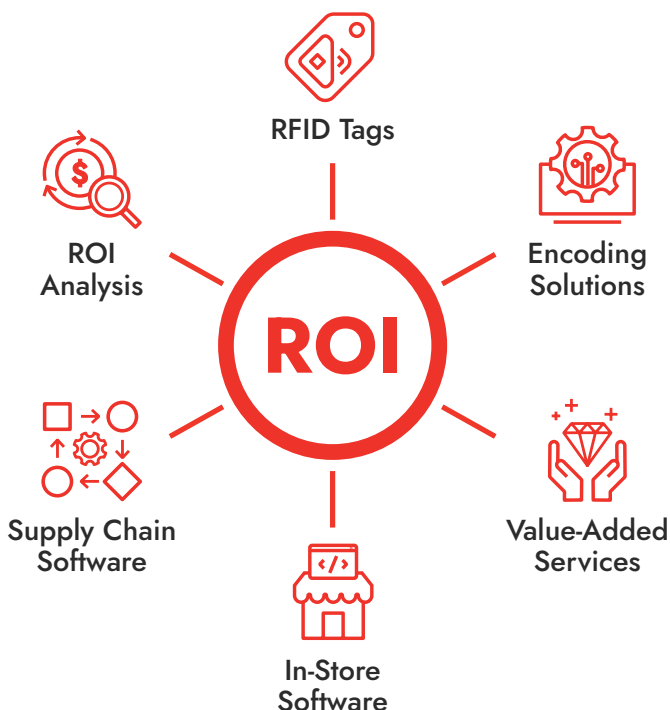 RFID Tags
ROI
Analysis
$
Encoding
Solutions
ROI
Supply Chain
Software
Value-Added
Services
</>
In-Store
Software